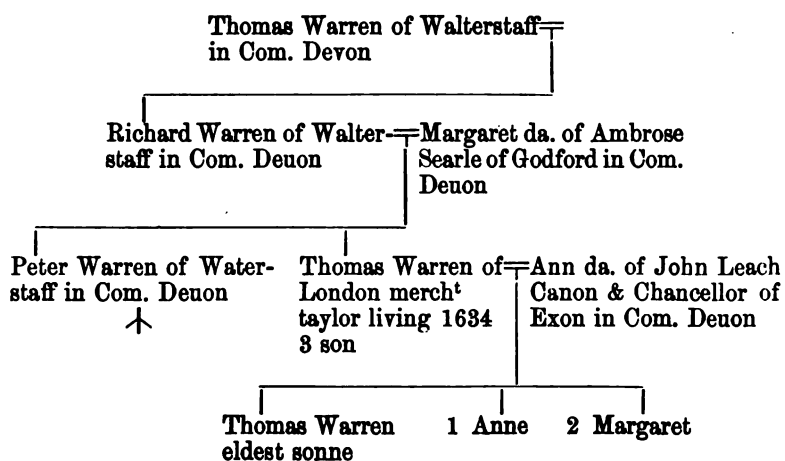 Thomas Warren of Walterstaff
in Com. Devon
Richard Warren of Walter-
staff in Com. Deuon
Margaret da. of Ambrose
Searle of Godford in Com.
Deuon
Peter Warren of Water-
staff in Com. Deuon
Thomas Warren of
London mercht
taylor living 1634
3 son
Ann da. of John Leach
Canon & Chancellor of
Exon in Com. Deuon
Thomas Warren
eldest sonne
1 Anne
2 Margaret